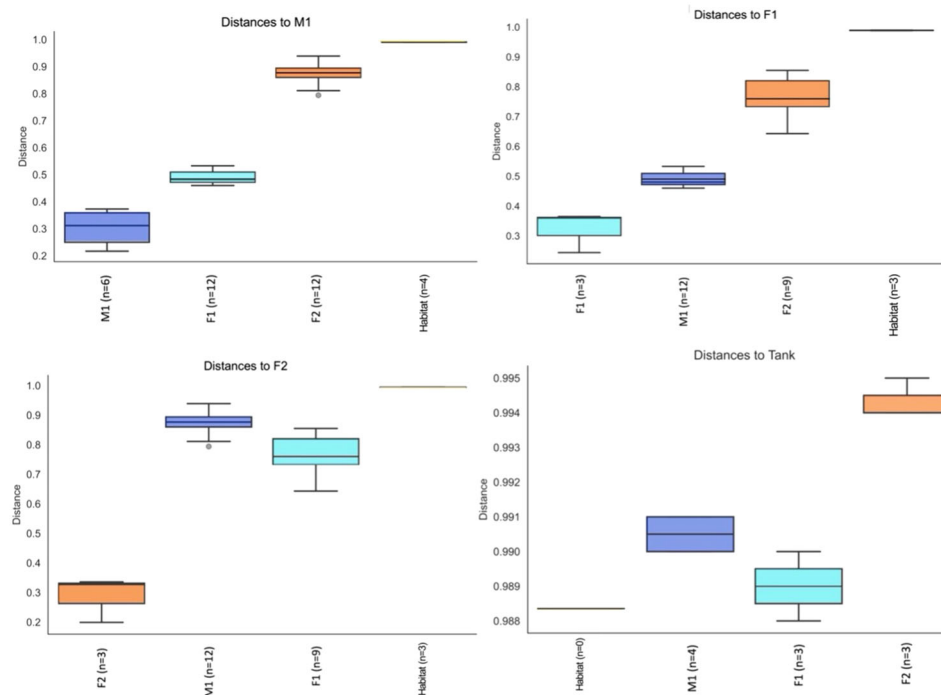 Distances to M1
Distance
1.0
0.9
0.8
0.7
0.6
0.5
0.4
0.3
0.2
M1 (n=6)
F1 (n=12)
F2 (n=12)
Habitat (n=4)
Distances to F1
Distance
1.0
0.9
0.8
0.7
0.6
0.5
0.4
0.3
F1 (n=3)
M1 (n=12)
F2 (n=9)
Habitat (n=3)
Distances to F2
Distance
1.0
0.9
0.8
0.7
0.6
0.5
0.4
0.3
0.2
F2 (n=3)
M1 (n=12)
F1 (n=9)
Habitat (n=3)
Distances to Tank
Distance
0.995
0.994
0.993
0.992
0.991
0.990
0.989
0.988
Habitat (n=0)
M1 (n=4)
F1 (n=3)
F2 (n=3)